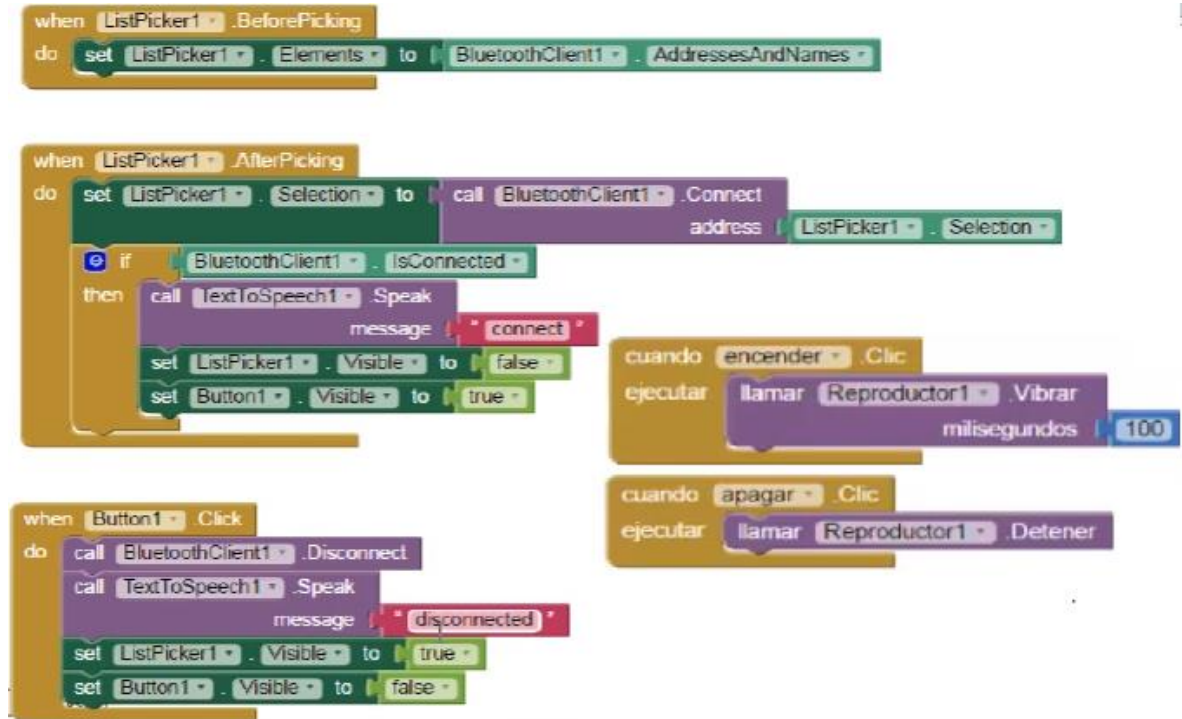 when ListPicker1 .BeforePicking
do set ListPicker1 . Elements to BluetoothClient1 . AddressesAndNames
when ListPicker1 .AfterPicking
do set ListPicker1 . Selection to call BluetoothClient1 .Connect
address ListPicker1 . Selection
if BluetoothClient1 . IsConnected
then call TextToSpeech1 .Speak
message " connect "
set ListPicker1 . Visible to false
set Button1 . Visible to true
cuando encender .Clic
ejecutar llamar Reproductor1 .Vibrar
milisegundos 100
cuando apagar .Clic
ejecutar llamar Reproductor1 .Detener
when Button1 .Click
do call BluetoothClient1 .Disconnect
call TextToSpeech1 .Speak
message " disconnected "
set ListPicker1 . Visible to true
set Button1 . Visible to false